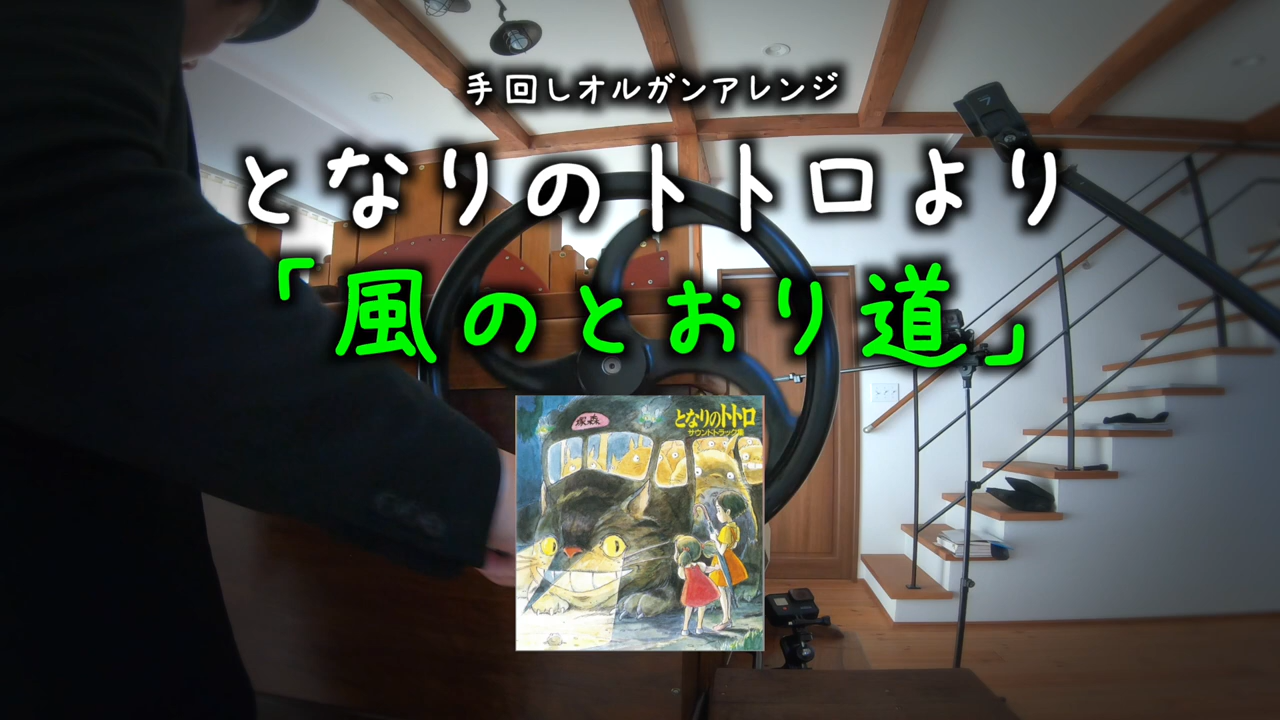 手回しオルガンアレンジ
となりのトトロより
「風のとおり道」
となりのトトロ
サウンドトラック集
塚森